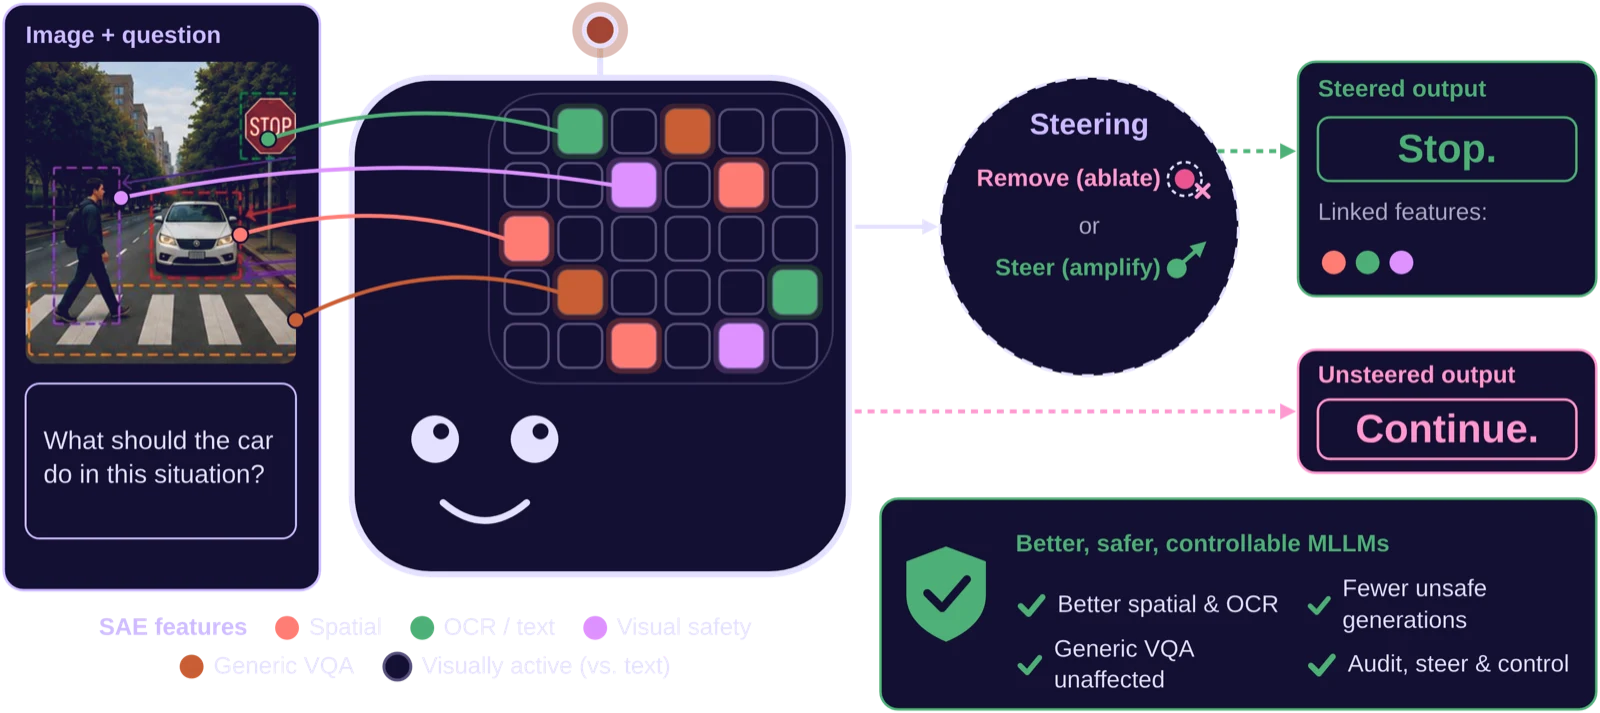 Image + question
STOP
What should the car
do in this situation?
SAE features
Spatial
OCR / text
Visual safety
Generic VQA
Visually active (vs. text)
Steering
Remove (ablate)
or
Steer (amplify)
Steered output
Stop.
Linked features:
Unsteered output
Continue.
Better, safer, controllable MLLMs
Better spatial & OCR
Fewer unsafe
generations
Generic VQA
unaffected
Audit, steer & control